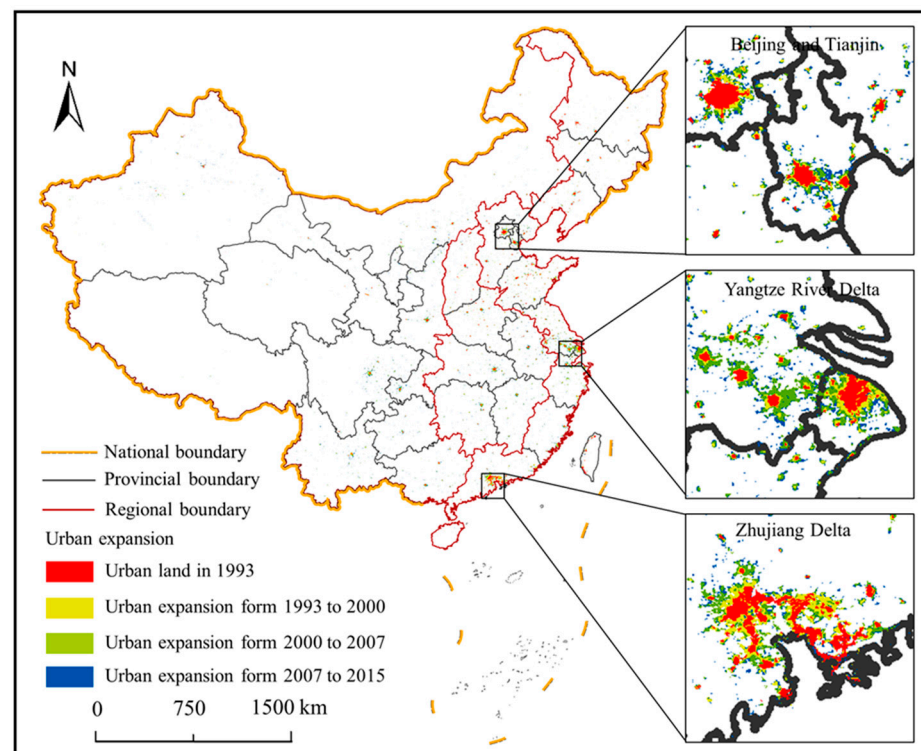 Beijing and Tianjin
N
Yangtze River Delta
National boundary
Provincial boundary
Regional boundary
Zhujiang Delta
Urban expansion
Urban land in 1993
Urban expansion form 1993 to 2000
Urban expansion form 2000 to 2007
Urban expansion form 2007 to 2015
0 750 1500 km